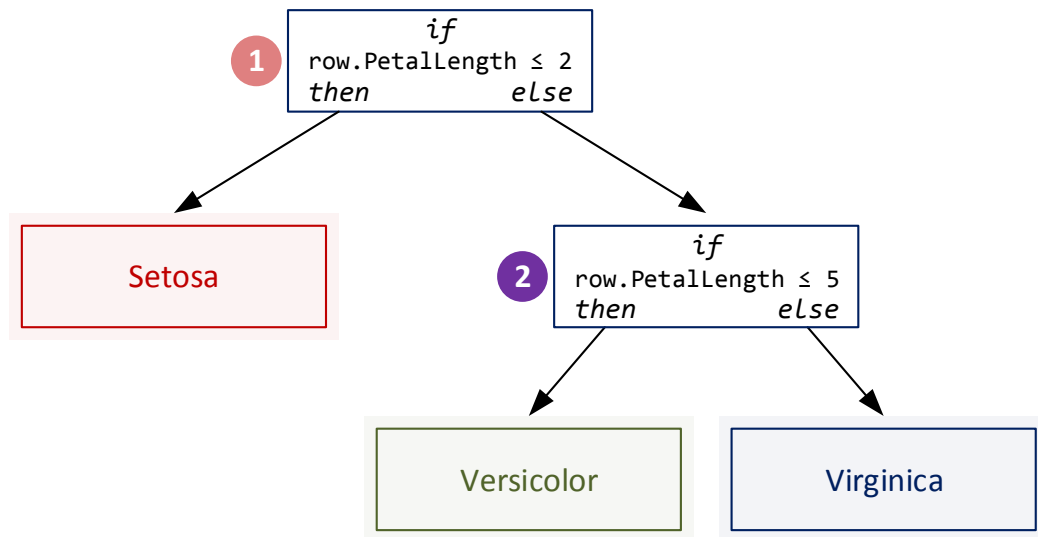 if
1
row.PetalLength ≤ 2
then else
Setosa
if
2
row.PetalLength ≤ 5
then else
Versicolor
Virginica